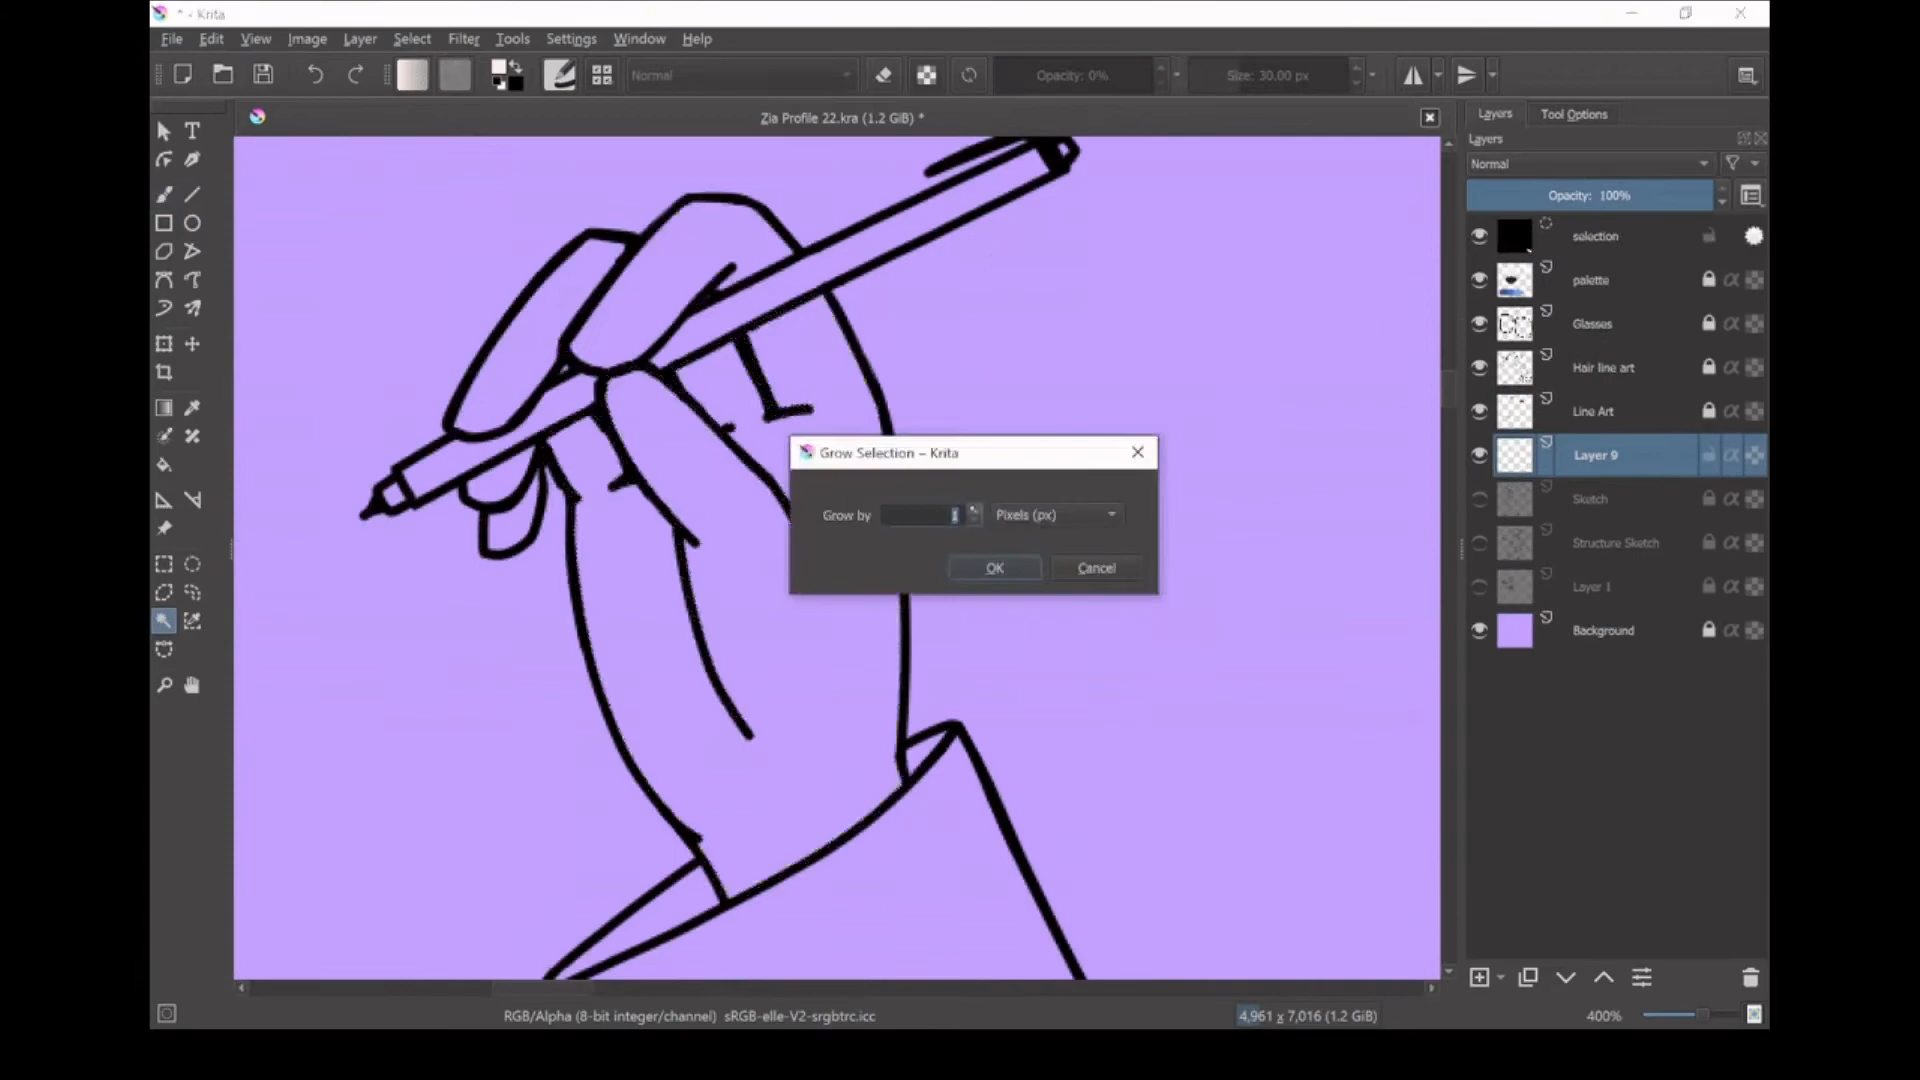 * - Krita
File Edit View Image Layer Select Filter Tools Settings Window Help
Normal
Opacity: 0%
Size: 30.00 px
Zia Profile 22.kra (1.2 GiB) *
Layers Tool Options
Layers
Normal
Opacity: 100%
selection
palette
Glasses
Hair line art
Line Art
Layer 9
Sketch
Structure Sketch
Layer 1
Background
Grow Selection – Krita
Grow by 1 Pixels (px)
OK Cancel
RGB/Alpha (8-bit integer/channel) sRGB-elle-V2-srgbtrc.icc
4,961 x 7,016 (1.2 GiB)
400%